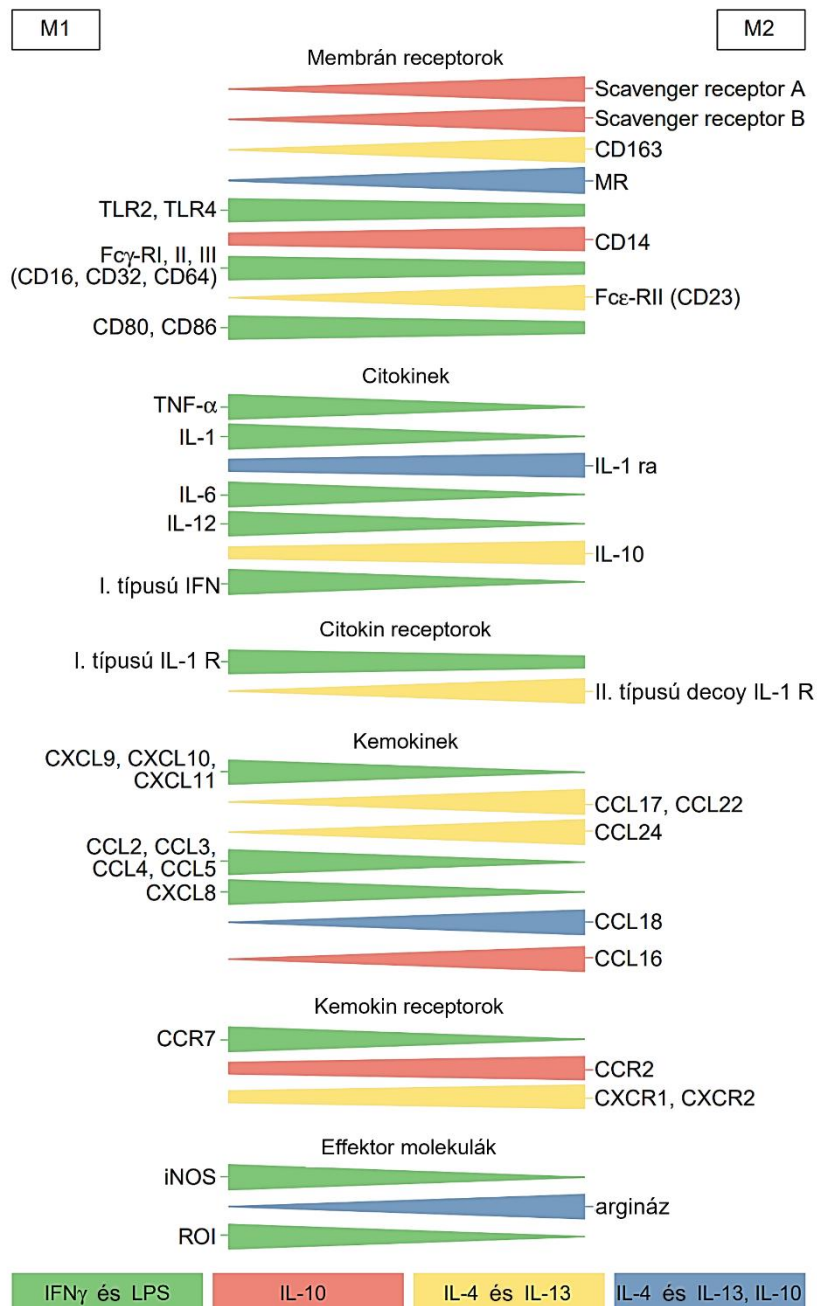 M1
M2
Membrán receptorok
Scavenger receptor A
Scavenger receptor B
CD163
MR
TLR2, TLR4
CD14
Fcγ-RI, II, III
(CD16, CD32, CD64)
Fcε-RII (CD23)
CD80, CD86
Citokinek
TNF-α
IL-1
IL-1 ra
IL-6
IL-12
IL-10
I. típusú IFN
Citokin receptorok
I. típusú IL-1 R
II. típusú decoy IL-1 R
Kemokinek
CXCL9, CXCL10,
CXCL11
CCL17, CCL22
CCL24
CCL2, CCL3,
CCL4, CCL5
CXCL8
CCL18
CCL16
Kemokin receptorok
CCR7
CCR2
CXCR1, CXCR2
Effektor molekulák
iNOS
argináz
ROI
IFNγ és LPS
IL-10
IL-4 és IL-13
IL-4 és IL-13, IL-10